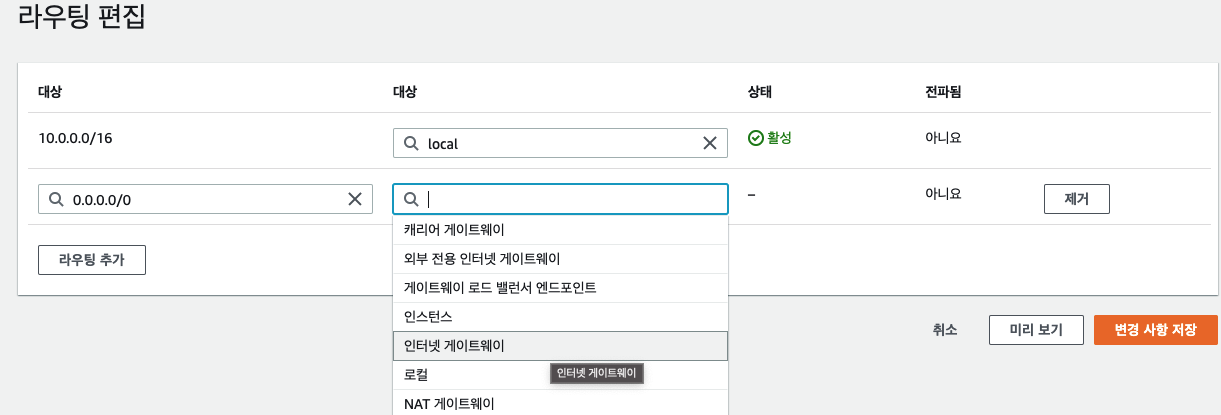 라우팅 편집
대상 대상 상태 전파됨
10.0.0.0/16 local 활성 아니요
0.0.0.0/0 – 아니요 제거
캐리어 게이트웨이
라우팅 추가 외부 전용 인터넷 게이트웨이
게이트웨이 로드 밸런서 엔드포인트
인스턴스
취소 미리 보기 변경 사항 저장
인터넷 게이트웨이
로컬 인터넷 게이트웨이
NAT 게이트웨이